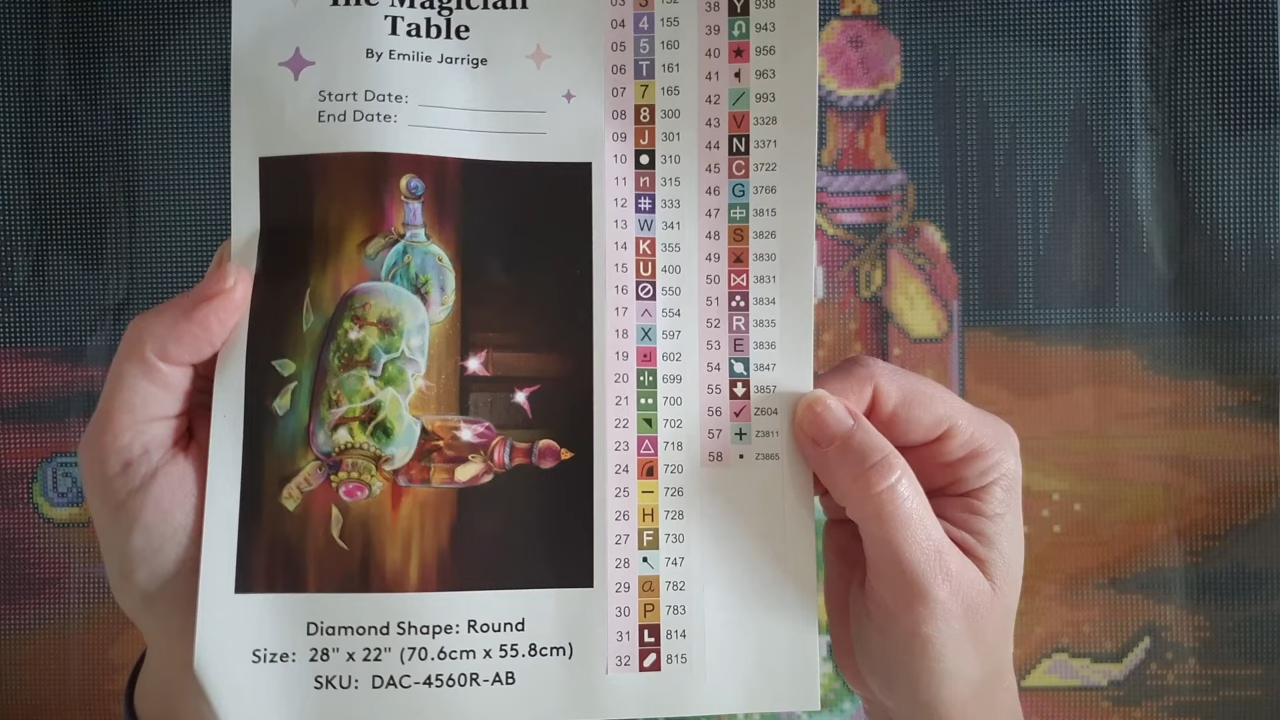 The Magician
Table
By Emilie Jarrige
Start Date:
End Date:
Diamond Shape: Round
Size: 28" x 22" (70.6cm x 55.8cm)
SKU: DAC-4560R-AB
03 3 152
04 4 155
05 5 160
06 T 161
07 7 165
08 8 300
09 J 301
10 ● 310
11 n 315
12 # 333
13 W 341
14 K 355
15 U 400
16 ⊘ 550
17 ^ 554
18 X 597
19 602
20 699
21 •• 700
22 ◥ 702
23 △ 718
24 720
25 — 726
26 H 728
27 F 730
28 747
29 a 782
30 P 783
31 L 814
32 815
38 Y 938
39 943
40 ★ 956
41 963
42 / 993
43 V 3328
44 N 3371
45 C 3722
46 G 3766
47 中 3815
48 S 3826
49 3830
50 ⋈ 3831
51 3834
52 R 3835
53 E 3836
54 3847
55 ⬇ 3857
56 ✓ Z604
57 + Z3811
58 ▪ Z3865